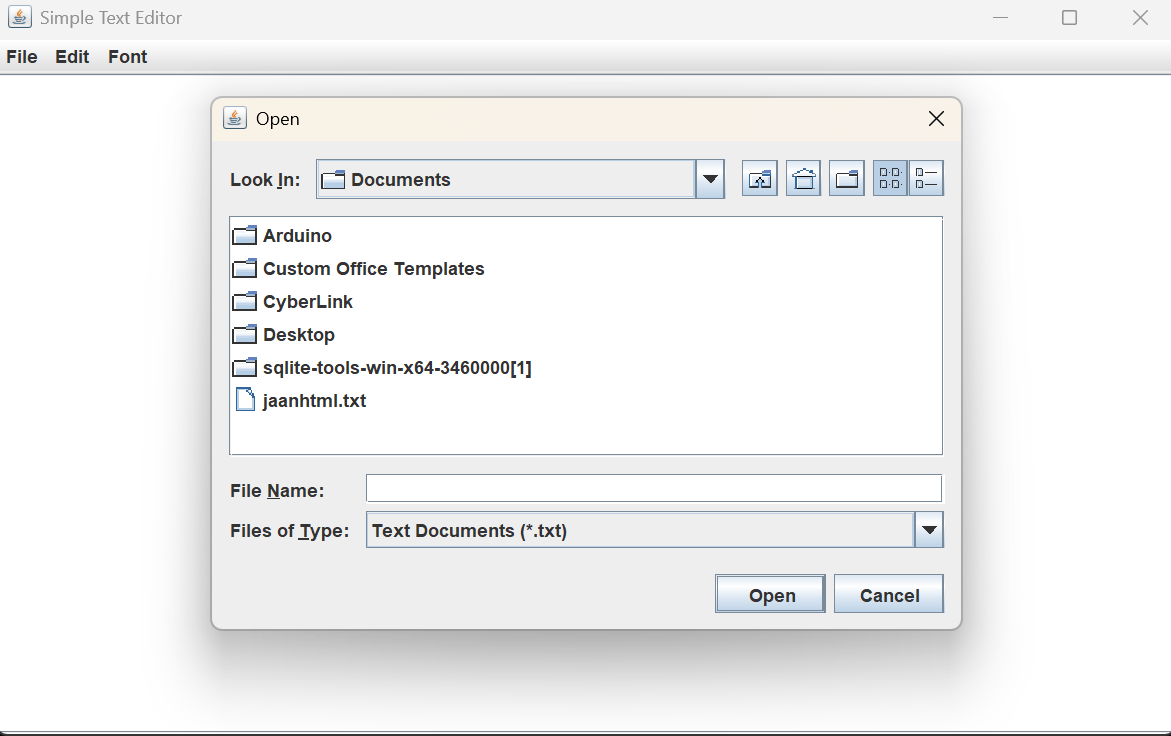 Simple Text Editor
File Edit Font
Open
Look In: Documents
Arduino
Custom Office Templates
CyberLink
Desktop
sqlite-tools-win-x64-3460000[1]
jaanhtml.txt
File Name:
Files of Type: Text Documents (*.txt)
Open Cancel